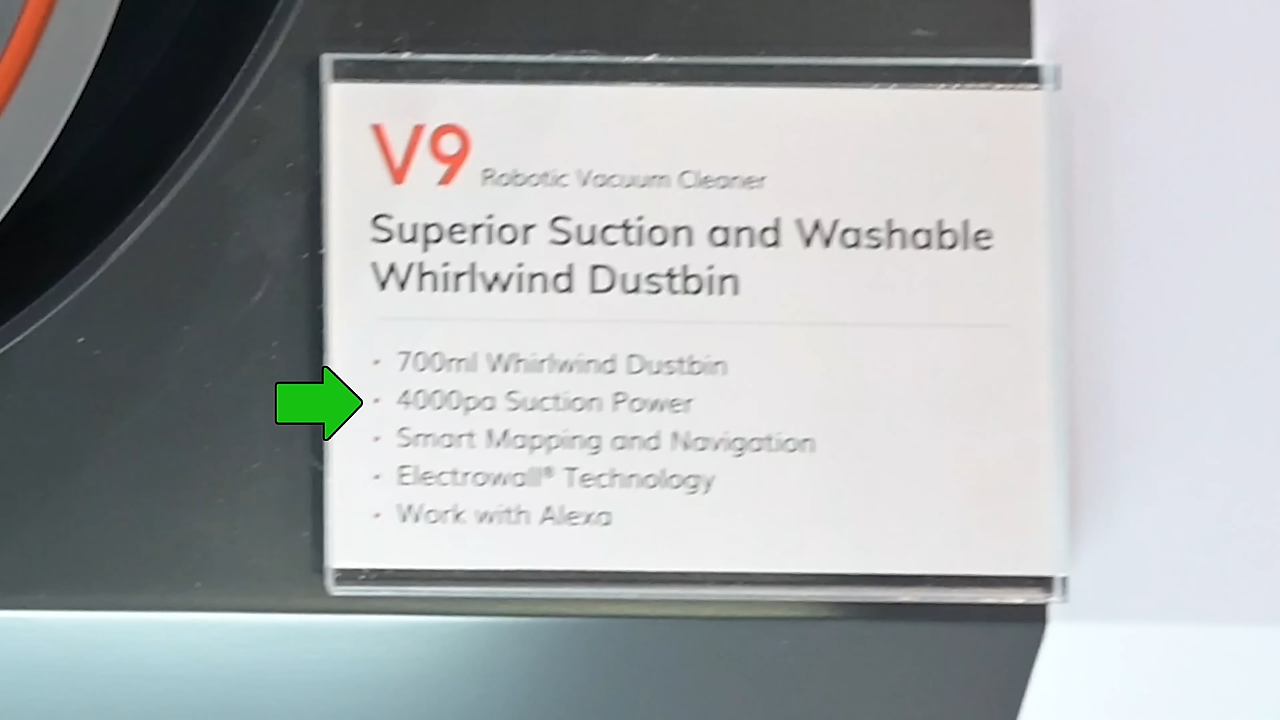 V9 Robotic Vacuum Cleaner
Superior Suction and Washable
Whirlwind Dustbin
• 700ml Whirlwind Dustbin
• 4000pa Suction Power
• Smart Mapping and Navigation
• Electrowall® Technology
• Work with Alexa